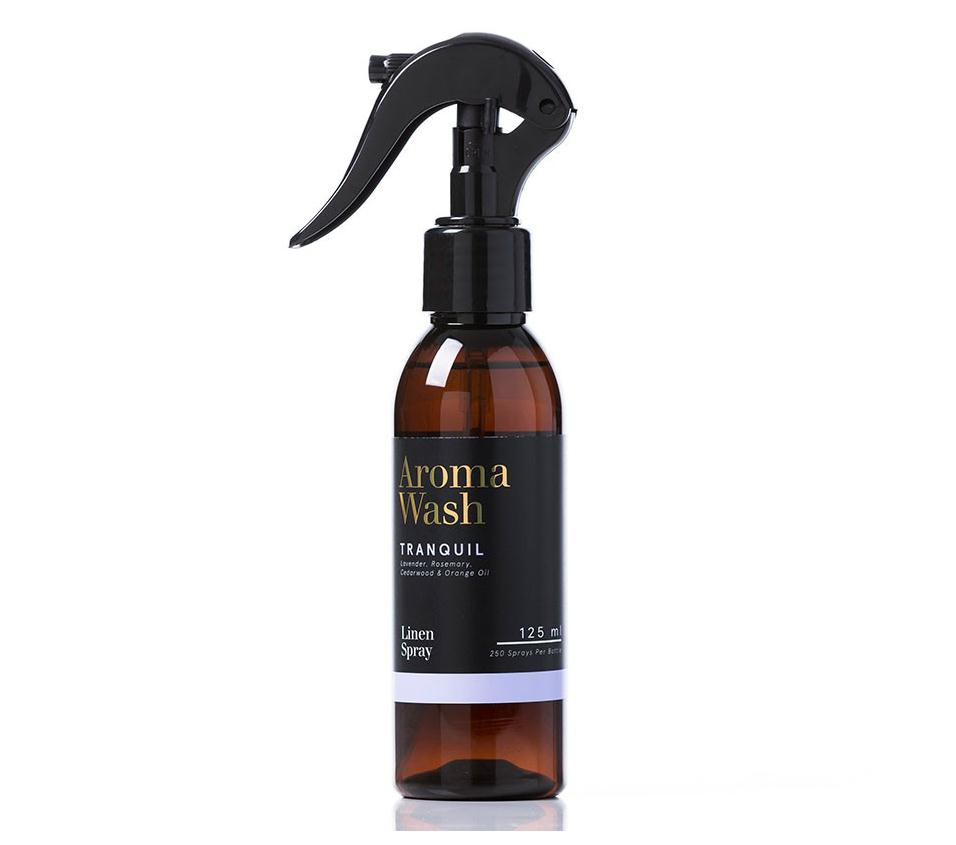 Aroma
Wash
TRANQUIL
Lavender, Rosemary,
Cedarwood & Orange Oil
Linen
Spray
125 ml
250 Sprays Per Bottle